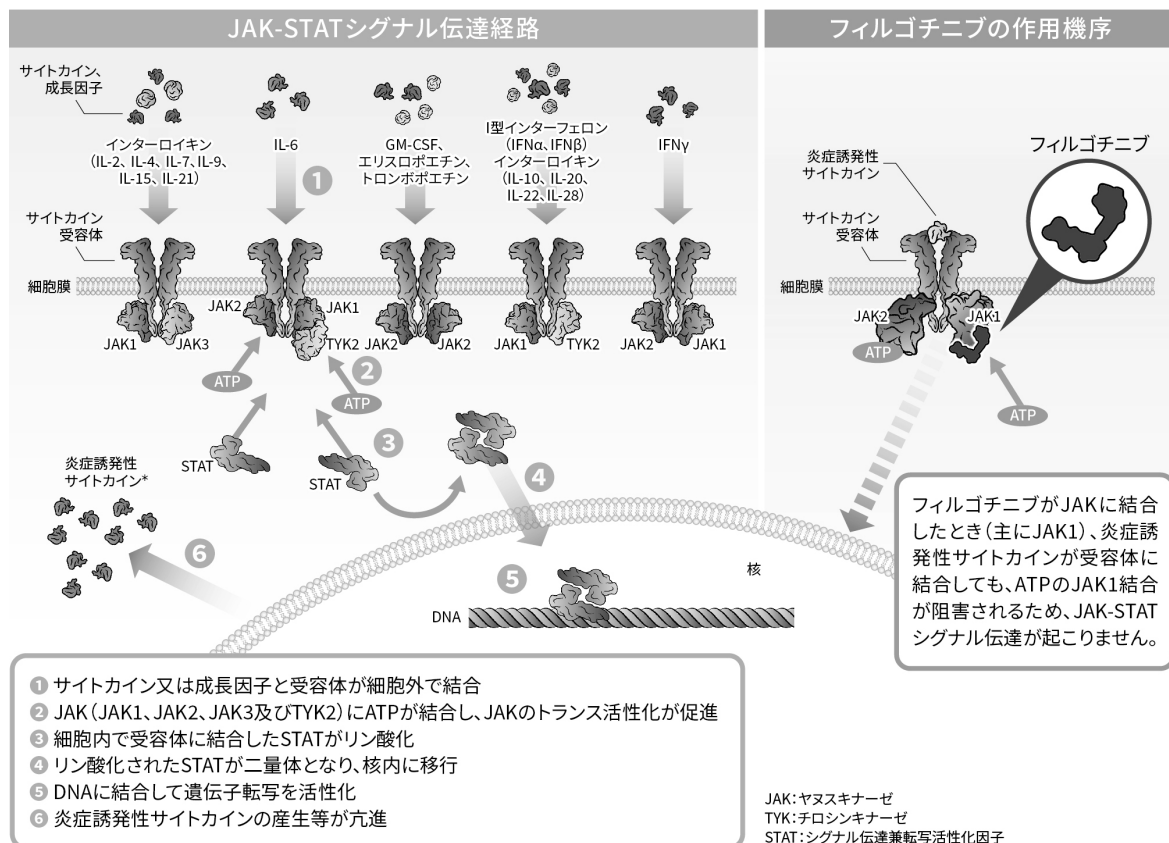 JAK-STATシグナル伝達経路
サイトカイン、
成長因子
インターロイキン
（IL-2、IL-4、IL-7、IL-9、
IL-15、IL-21）
IL-6
GM-CSF、
エリスロポエチン、
トロンボポエチン
I型インターフェロン
（IFNα、IFNβ）
インターロイキン
（IL-10、IL-20、
IL-22、IL-28）
IFNγ
1
サイトカイン
受容体
細胞膜
JAK1
JAK3
JAK2
JAK1
TYK2
JAK2
JAK2
JAK1
TYK2
JAK2
JAK1
ATP
2
ATP
STAT
STAT
3
4
炎症誘発性
サイトカイン*
6
5
核
DNA
1 サイトカイン又は成長因子と受容体が細胞外で結合
2 JAK（JAK1、JAK2、JAK3及びTYK2）にATPが結合し、JAKのトランス活性化が促進
3 細胞内で受容体に結合したSTATがリン酸化
4 リン酸化されたSTATが二量体となり、核内に移行
5 DNAに結合して遺伝子転写を活性化
6 炎症誘発性サイトカインの産生等が亢進
フィルゴチニブの作用機序
フィルゴチニブ
炎症誘発性
サイトカイン
サイトカイン
受容体
細胞膜
JAK2
JAK1
ATP
ATP
フィルゴチニブがJAKに結合
したとき（主にJAK1）、炎症誘
発性サイトカインが受容体に
結合しても、ATPのJAK1結合
が阻害されるため、JAK-STAT
シグナル伝達が起こりません。
JAK：ヤヌスキナーゼ
TYK：チロシンキナーゼ
STAT：シグナル伝達兼転写活性化因子